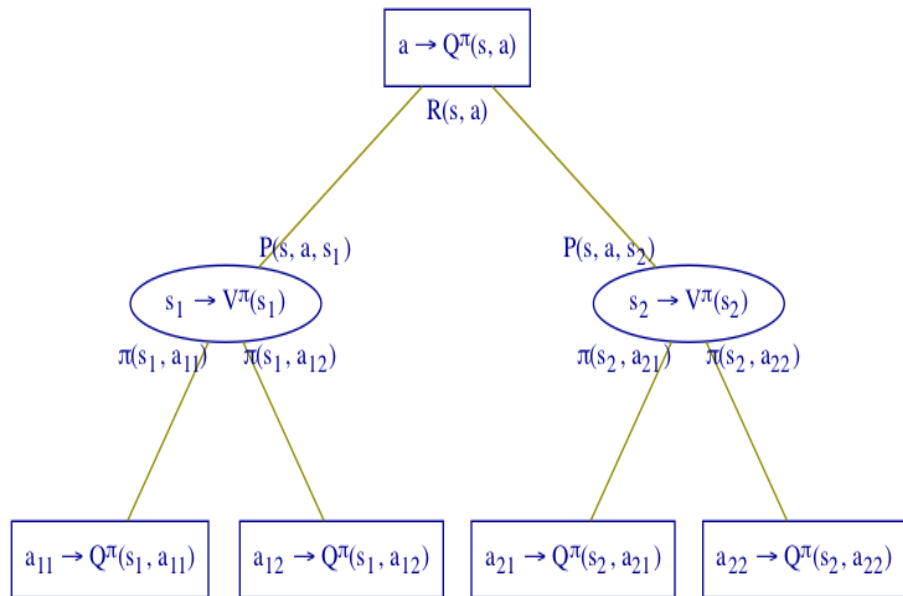 a → Q^π(s, a)
R(s, a)
P(s, a, s₁) P(s, a, s₂)
s₁ → V^π(s₁) s₂ → V^π(s₂)
π(s₁, a₁₁) π(s₁, a₁₂) π(s₂, a₂₁) π(s₂, a₂₂)
a₁₁ → Q^π(s₁, a₁₁) a₁₂ → Q^π(s₁, a₁₂) a₂₁ → Q^π(s₂, a₂₁) a₂₂ → Q^π(s₂, a₂₂)